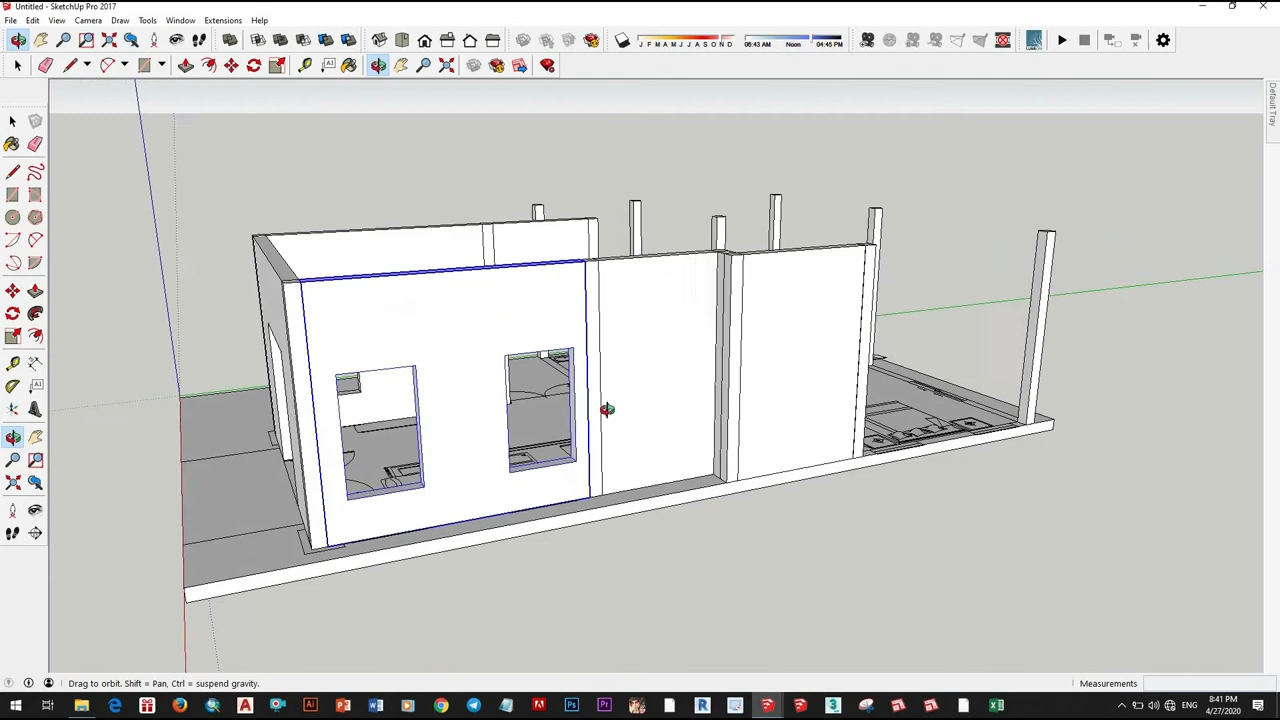 Untitled - SketchUp Pro 2017
File Edit View Camera Draw Tools Window Extensions Help
J F M A M J J A S O N D 06:43 AM Noon 04:45 PM
Default Tray
Drag to orbit. Shift = Pan, Ctrl = suspend gravity.
Measurements
ENG
8:41 PM
4/27/2020